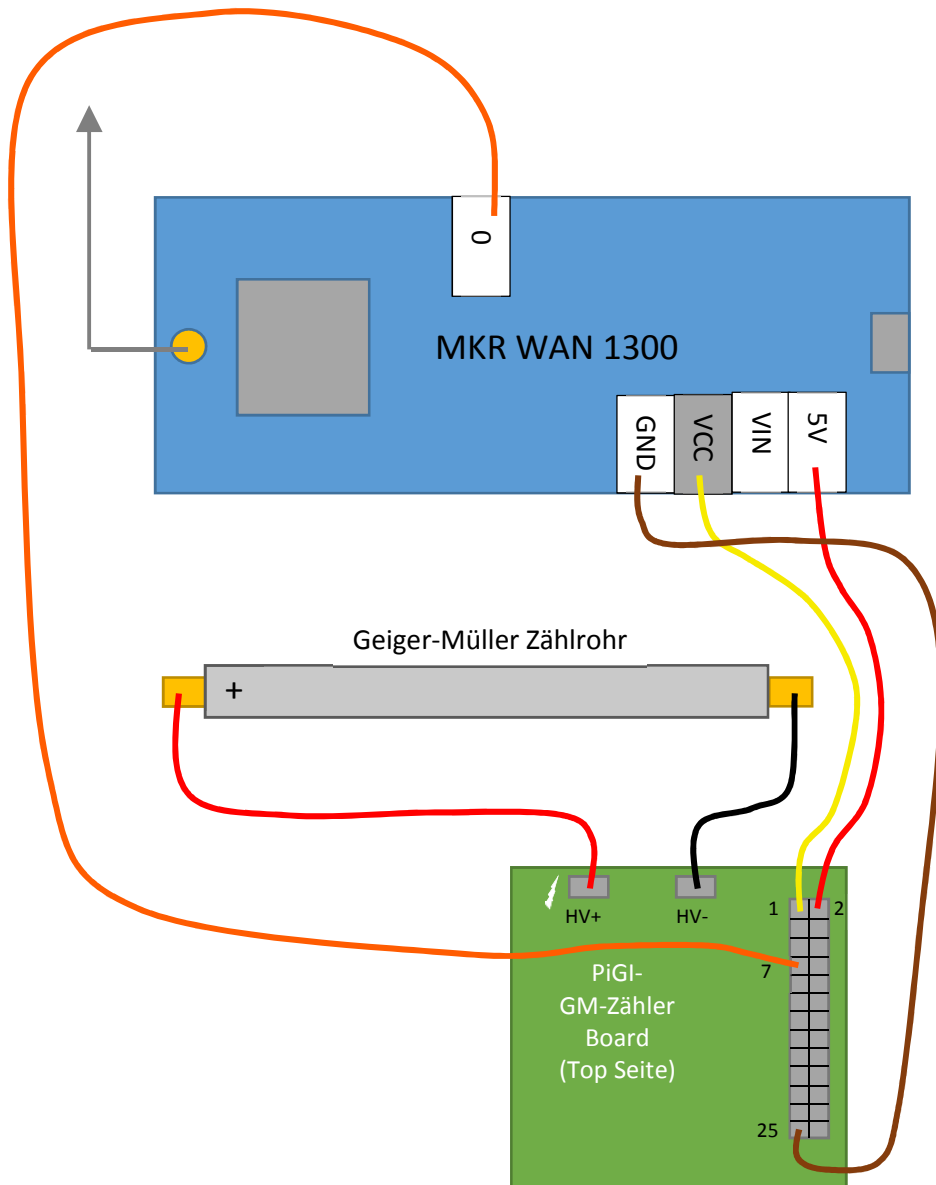 0
MKR WAN 1300
GND
VCC
VIN
5V
Geiger-Müller Zählrohr
+
HV+
HV-
1
2
7
PiGI-
GM-Zähler
Board
(Top Seite)
25